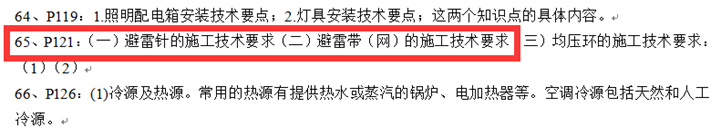 64、P119：1.照明配电箱安装技术要点；2.灯具安装技术要点；这两个知识点的具体内容。
65、P121：（一）避雷针的施工技术要求（二）避雷带（网）的施工技术要求 三）均压环的施工技术要求：
（1）（2）
66、P126：(1)冷源及热源。常用的热源有提供热水或蒸汽的锅炉、电加热器等。空调冷源包括天然和人工
冷源。